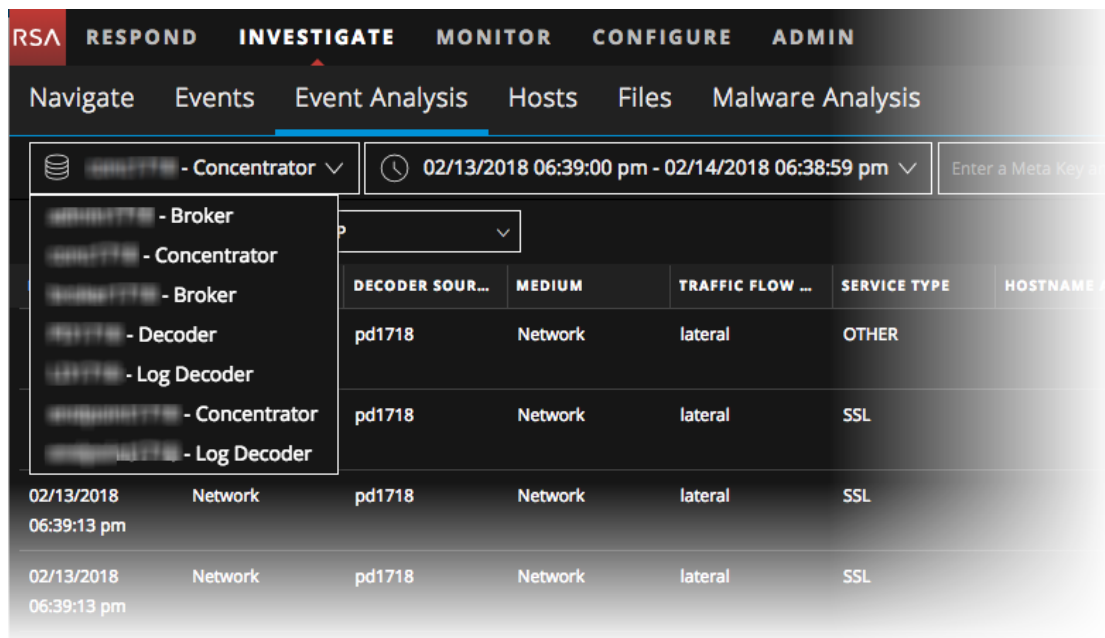 RSA RESPOND INVESTIGATE MONITOR CONFIGURE ADMIN
Navigate Events Event Analysis Hosts Files Malware Analysis
- Concentrator 02/13/2018 06:39:00 pm - 02/14/2018 06:38:59 pm Enter a Meta Key
- Broker
P
- Concentrator
- Broker
- Decoder
- Log Decoder
- Concentrator
- Log Decoder
DECODER SOUR... MEDIUM TRAFFIC FLOW ... SERVICE TYPE HOSTNAME
pd1718 Network lateral OTHER
pd1718 Network lateral SSL
02/13/2018 Network pd1718 Network lateral SSL
06:39:13 pm
02/13/2018 Network pd1718 Network lateral SSL
06:39:13 pm